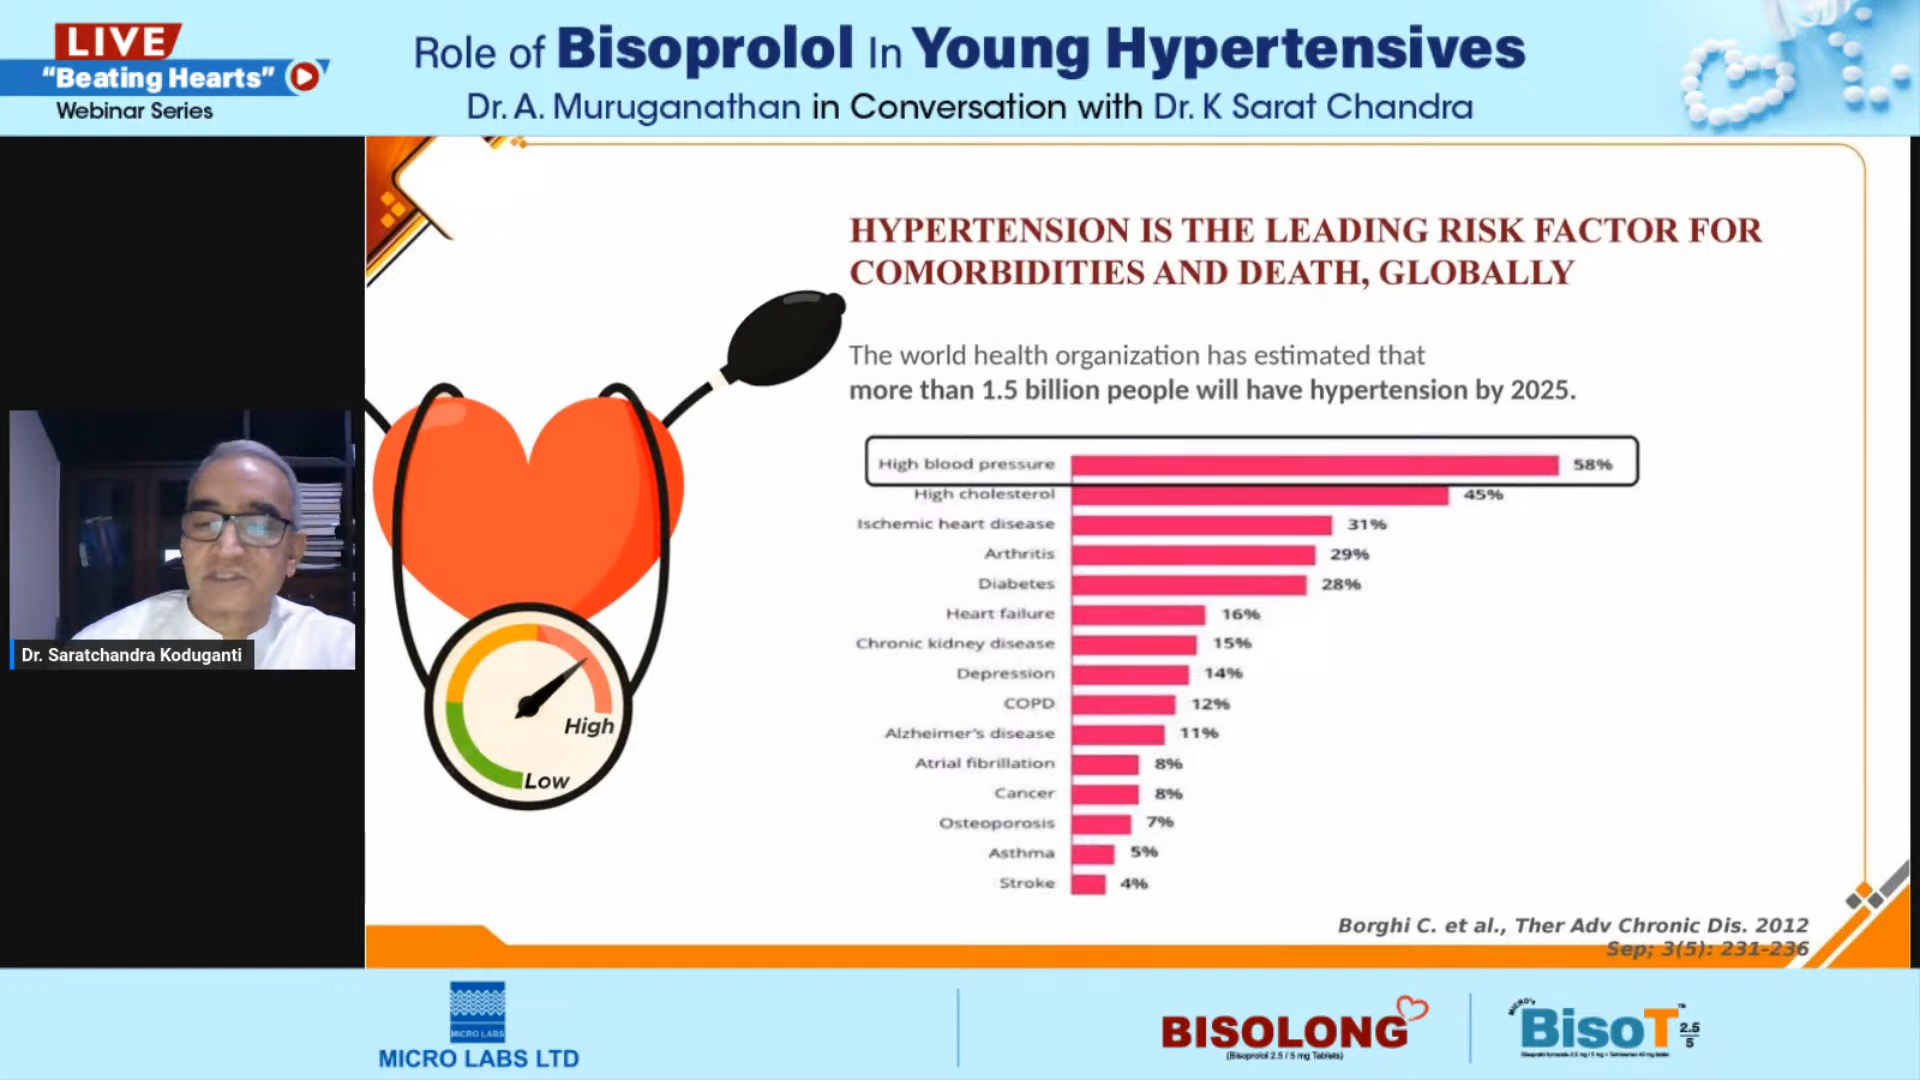 LIVE
"Beating Hearts"
Webinar Series
Role of Bisoprolol In Young Hypertensives
Dr. A. Muruganathan in Conversation with Dr. K Sarat Chandra
HYPERTENSION IS THE LEADING RISK FACTOR FOR
COMORBIDITIES AND DEATH, GLOBALLY
The world health organization has estimated that
more than 1.5 billion people will have hypertension by 2025.
High blood pressure 58%
High cholesterol 45%
Ischemic heart disease 31%
Arthritis 29%
Diabetes 28%
Heart failure 16%
Chronic kidney disease 15%
Depression 14%
COPD 12%
Alzheimer's disease 11%
Atrial fibrillation 8%
Cancer 8%
Osteoporosis 7%
Asthma 5%
Stroke 4%
High
Low
Dr. Saratchandra Koduganti
Borghi C. et al., Ther Adv Chronic Dis. 2012
Sep; 3(5): 231-236
MICRO LABS
MICRO LABS LTD
BISOLONG
(Bisoprolol 2.5 / 5 mg Tablets)
MICRO's
BisoT™ 2.5
5